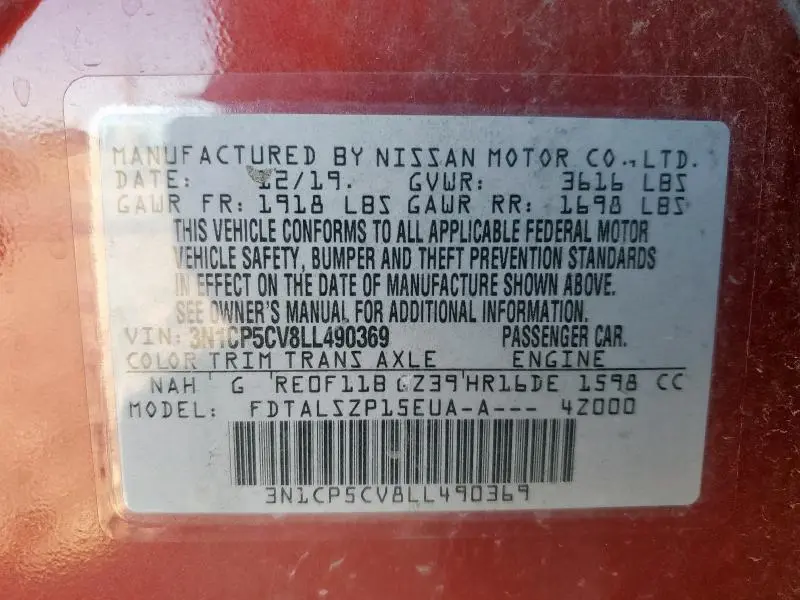 MANUFACTURED BY NISSAN MOTOR CO.,LTD.
DATE: 12/19. GVWR: 3616 LBS
GAWR FR: 1918 LBS GAWR RR: 1698 LBS
THIS VEHICLE CONFORMS TO ALL APPLICABLE FEDERAL MOTOR
VEHICLE SAFETY, BUMPER AND THEFT PREVENTION STANDARDS
IN EFFECT ON THE DATE OF MANUFACTURE SHOWN ABOVE.
SEE OWNER'S MANUAL FOR ADDITIONAL INFORMATION.
VIN: 3N1CP5CV8LL490369 PASSENGER CAR.
COLOR TRIM TRANS AXLE ENGINE
NAH G RE0F11B GZ39 HR16DE 1598 CC
MODEL: FDTALSZP15EUA-A--- 4Z000
3N1CP5CV8LL490369